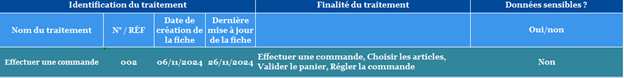 Identification du traitement Finalité du traitement Données sensibles ?
Nom du traitement N° / RÉF Date de création de la fiche Dernière mise à jour de la fiche Oui/non
Effectuer une commande 002 06/11/2024 26/11/2024 Effectuer une commande, Choisir les articles, Valider le panier, Régler la commande Non